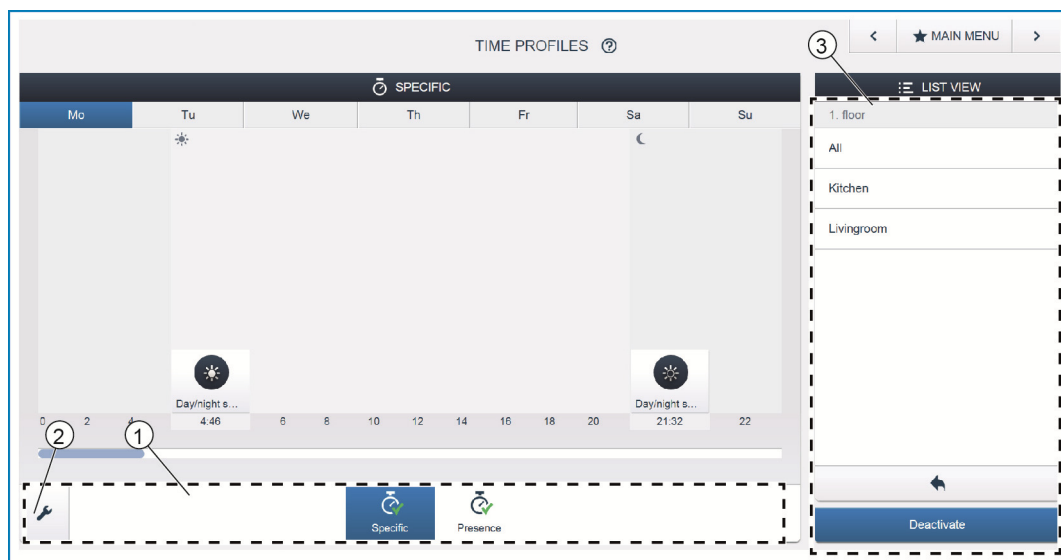 TIME PROFILES ?
3
< ★ MAIN MENU >
SPECIFIC
LIST VIEW
Mo Tu We Th Fr Sa Su
1. floor
All
Kitchen
Livingroom
Day/night s... Day/night s...
0 2 4 4:46 6 8 10 12 14 16 18 20 21:32 22
2 1
Specific Presence
Deactivate